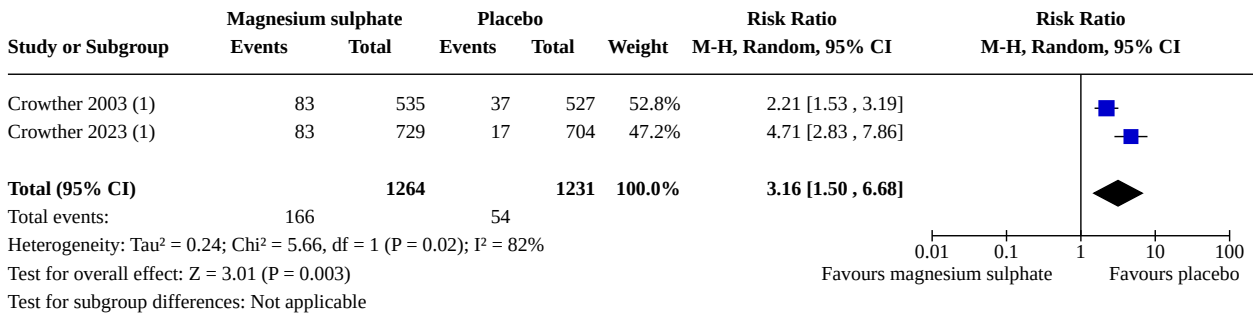 Magnesium sulphate Placebo Risk Ratio Risk Ratio
Study or Subgroup Events Total Events Total Weight M-H, Random, 95% CI M-H, Random, 95% CI
Crowther 2003 (1) 83 535 37 527 52.8% 2.21 [1.53 , 3.19]
Crowther 2023 (1) 83 729 17 704 47.2% 4.71 [2.83 , 7.86]
Total (95% CI) 1264 1231 100.0% 3.16 [1.50 , 6.68]
Total events: 166 54
Heterogeneity: Tau² = 0.24; Chi² = 5.66, df = 1 (P = 0.02); I² = 82%
0.01 0.1 1 10 100
Test for overall effect: Z = 3.01 (P = 0.003) Favours magnesium sulphate Favours placebo
Test for subgroup differences: Not applicable